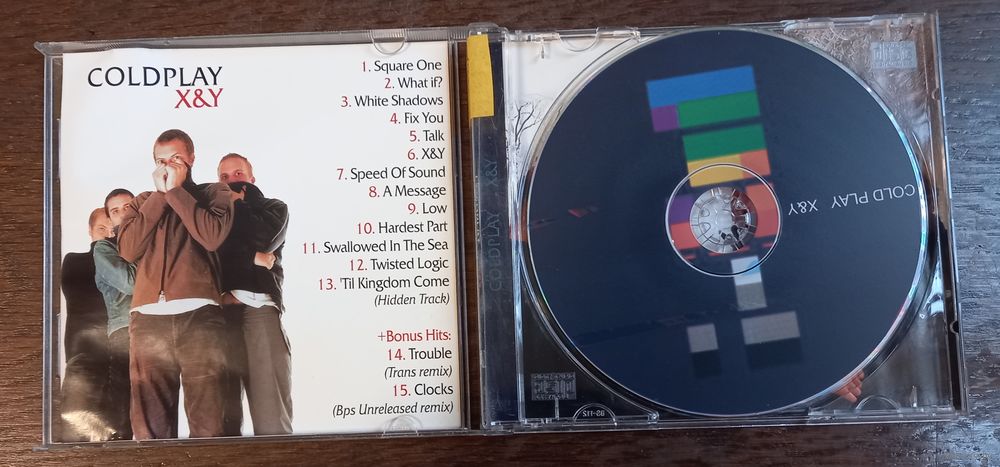 COLDPLAY
X&Y
1. Square One
2. What if?
3. White Shadows
4. Fix You
5. Talk
6. X&Y
7. Speed Of Sound
8. A Message
9. Low
10. Hardest Part
11. Swallowed In The Sea
12. Twisted Logic
13. 'Til Kingdom Come
(Hidden Track)
+Bonus Hits:
14. Trouble
(Trans remix)
15. Clocks
(Bps Unreleased remix)
COLDPLAY X&Y
COLD PLAY X&Y